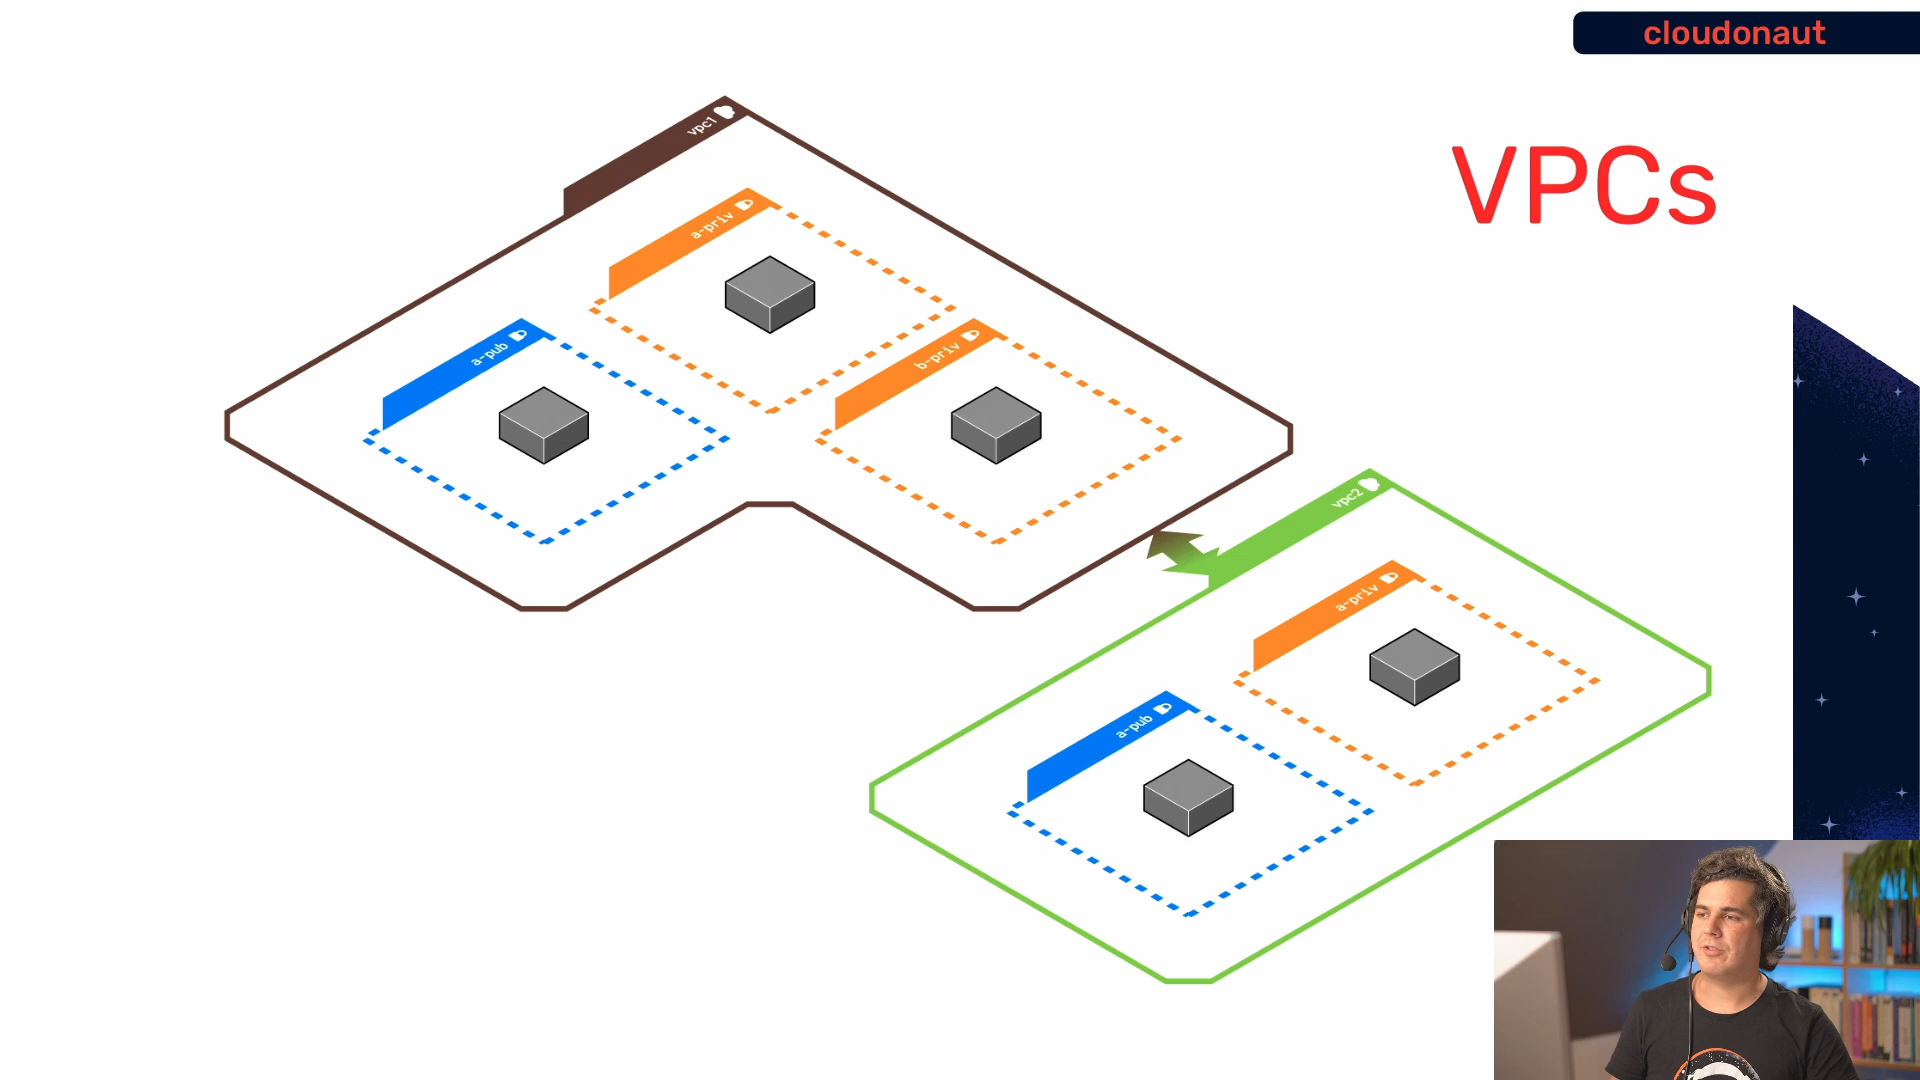 cloudonaut
VPCs
vpc1
a-priv
a-pub
b-priv
vpc2
a-priv
a-pub